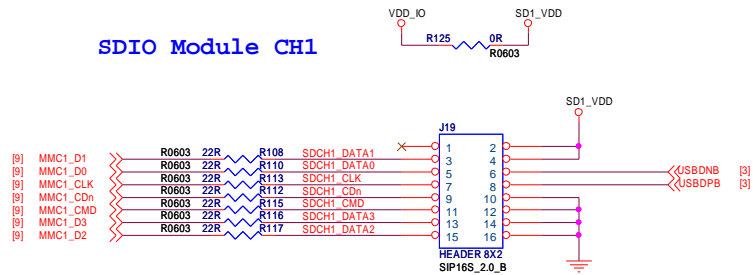 VDD_IO SD1_VDD
SDIO Module CH1
R125 0R
R0603
SD1_VDD
J19
1 2
[9] MMC1_D1 R0603 22R R108 SDCH1_DATA1 3 4
[9] MMC1_D0 R0603 22R R110 SDCH1_DATA0 5 6 USBDNB [3]
[9] MMC1_CLK R0603 22R R113 SDCH1_CLK 7 8 USBDPB [3]
[9] MMC1_CDn R0603 22R R112 SDCH1_CDn 9 10
[9] MMC1_CMD R0603 22R R115 SDCH1_CMD 11 12
[9] MMC1_D3 R0603 22R R116 SDCH1_DATA3 13 14
[9] MMC1_D2 R0603 22R R117 SDCH1_DATA2 15 16
HEADER 8X2
SIP16S_2.0_B